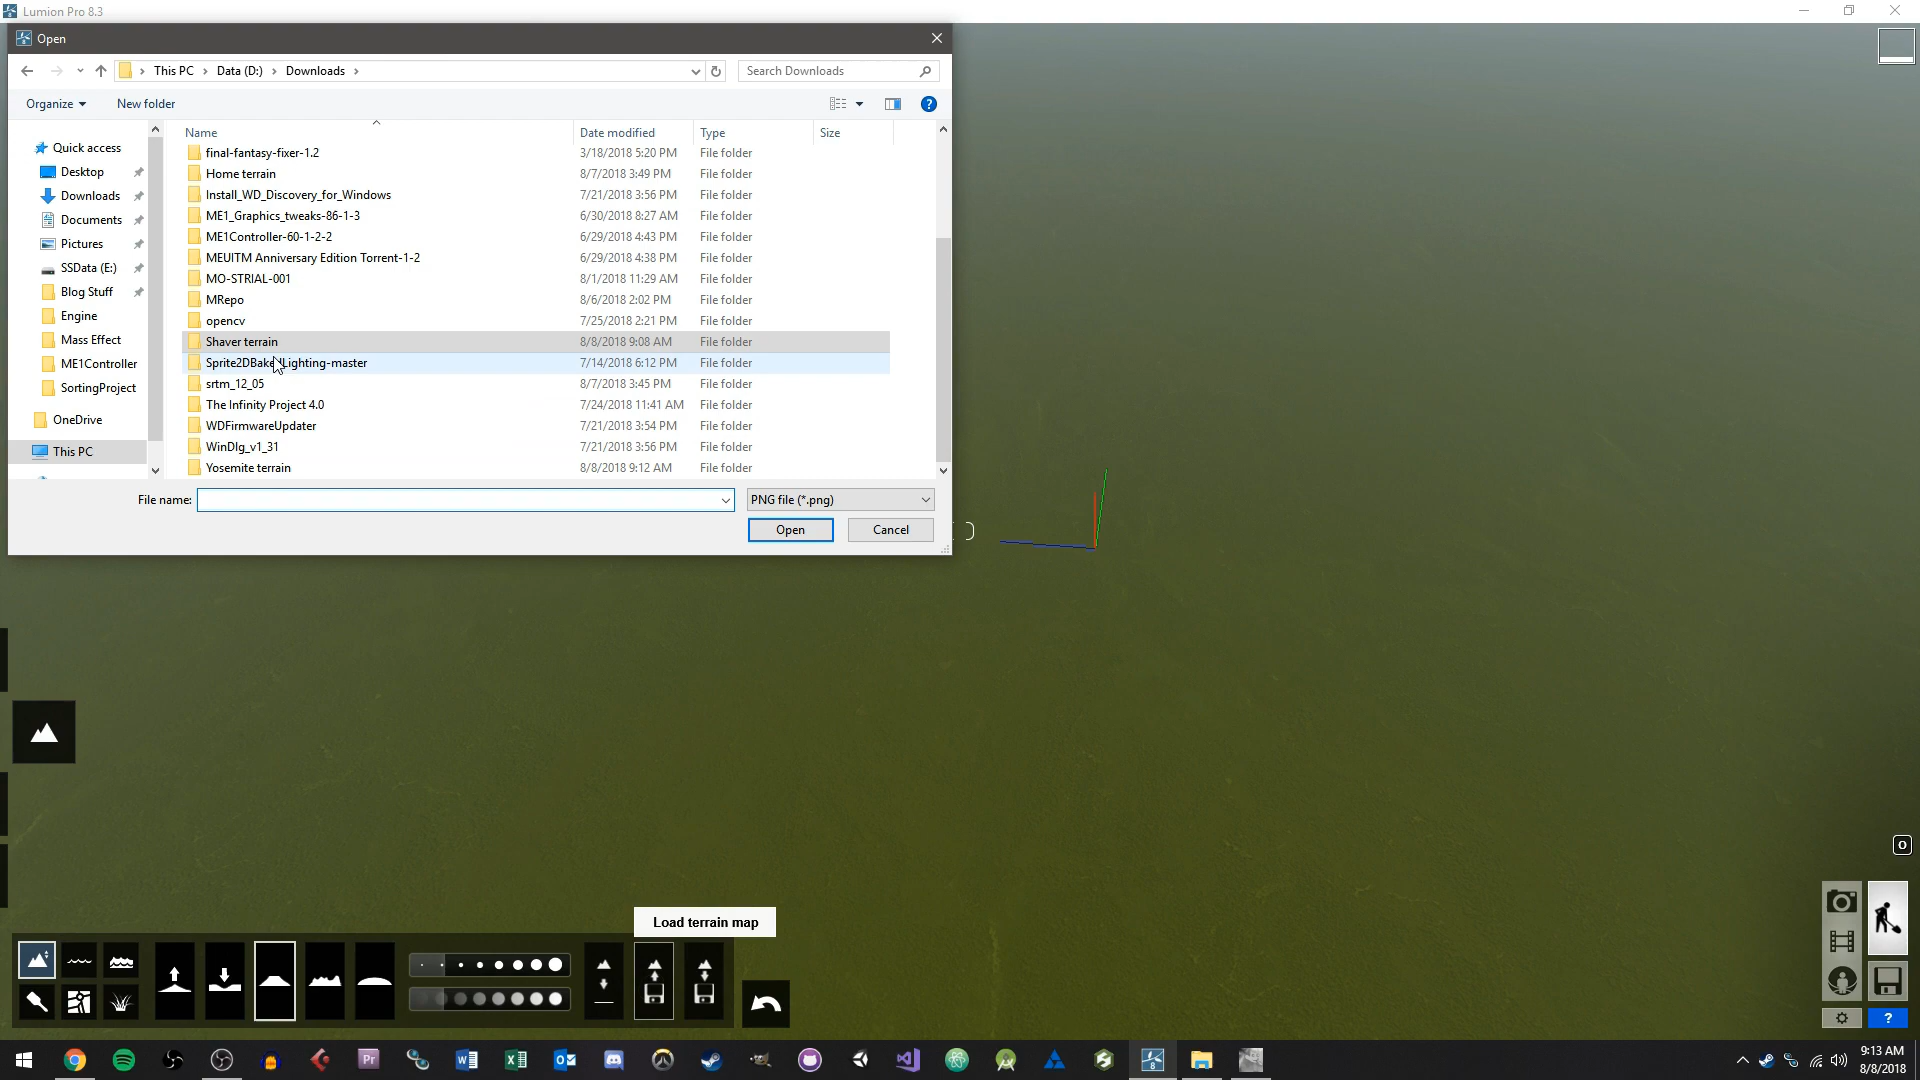 Lumion Pro 8.3
Open
This PC > Data (D:) > Downloads >
Search Downloads
Organize
New folder
Name Date modified Type Size
final-fantasy-fixer-1.2 3/18/2018 5:20 PM File folder
Home terrain 8/7/2018 3:49 PM File folder
Install_WD_Discovery_for_Windows 7/21/2018 3:56 PM File folder
ME1_Graphics_tweaks-86-1-3 6/30/2018 8:27 AM File folder
ME1Controller-60-1-2-2 6/29/2018 4:43 PM File folder
MEUITM Anniversary Edition Torrent-1-2 6/29/2018 4:38 PM File folder
MO-STRIAL-001 8/1/2018 11:29 AM File folder
MRepo 8/6/2018 2:02 PM File folder
opencv 7/25/2018 2:21 PM File folder
Shaver terrain 8/8/2018 9:08 AM File folder
Sprite2DBakedLighting-master 7/14/2018 6:12 PM File folder
srtm_12_05 8/7/2018 3:45 PM File folder
The Infinity Project 4.0 7/24/2018 11:41 AM File folder
WDFirmwareUpdater 7/21/2018 3:54 PM File folder
WinDlg_v1_31 7/21/2018 3:56 PM File folder
Yosemite terrain 8/8/2018 9:12 AM File folder
Quick access
Desktop
Downloads
Documents
Pictures
SSData (E:)
Blog Stuff
Engine
Mass Effect
ME1Controller
SortingProject
OneDrive
This PC
File name:
PNG file (*.png)
Open
Cancel
O
Load terrain map
?
Pr
8
9:13 AM
8/8/2018